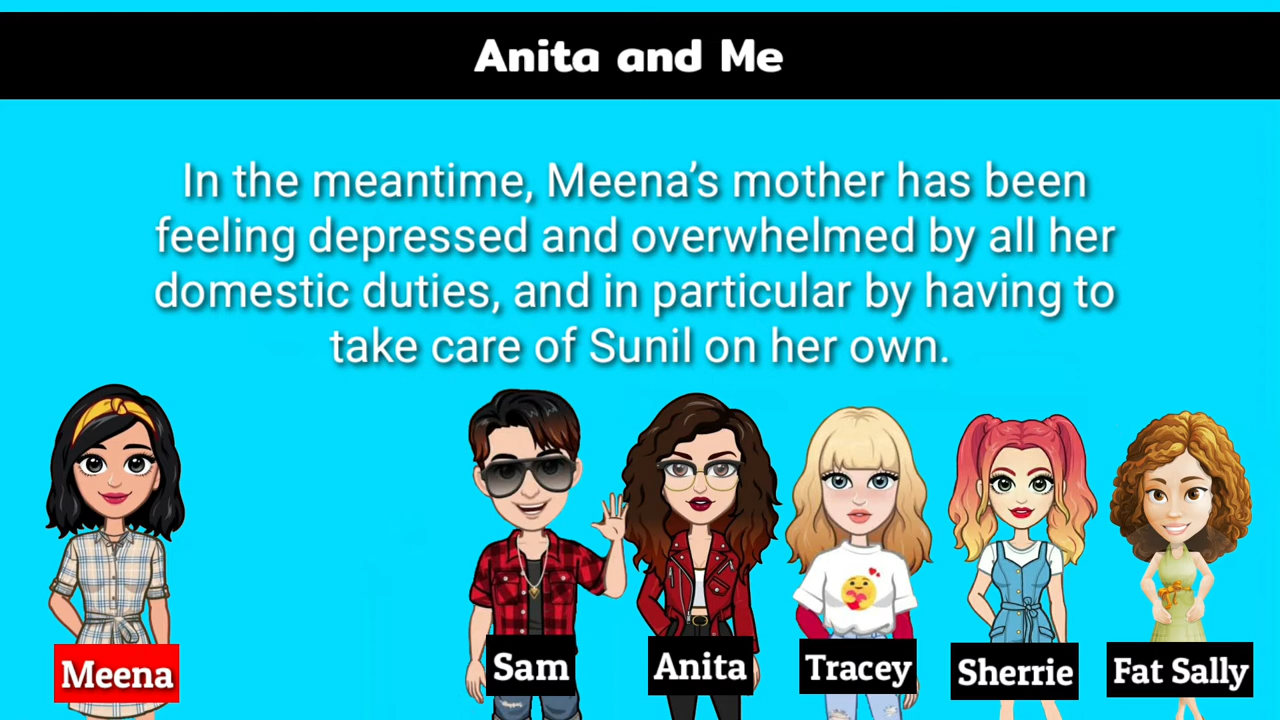 Anita and Me
In the meantime, Meena’s mother has been
feeling depressed and overwhelmed by all her
domestic duties, and in particular by having to
take care of Sunil on her own.
Meena
Sam
Anita
Tracey
Sherrie
Fat Sally